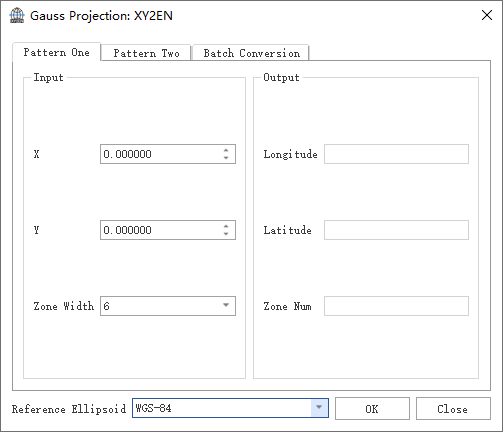 Gauss Projection: XY2EN
Pattern One Pattern Two Batch Conversion
Input Output
X 0.000000 Longitude
Y 0.000000 Latitude
Zone Width 6 Zone Num
Reference Ellipsoid WGS-84 OK Close